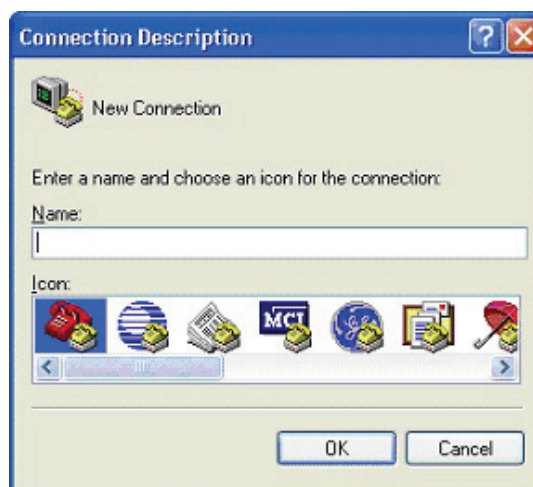 Connection Description
New Connection
Enter a name and choose an icon for the connection:
Name:
Icon:
MCI
OK
Cancel